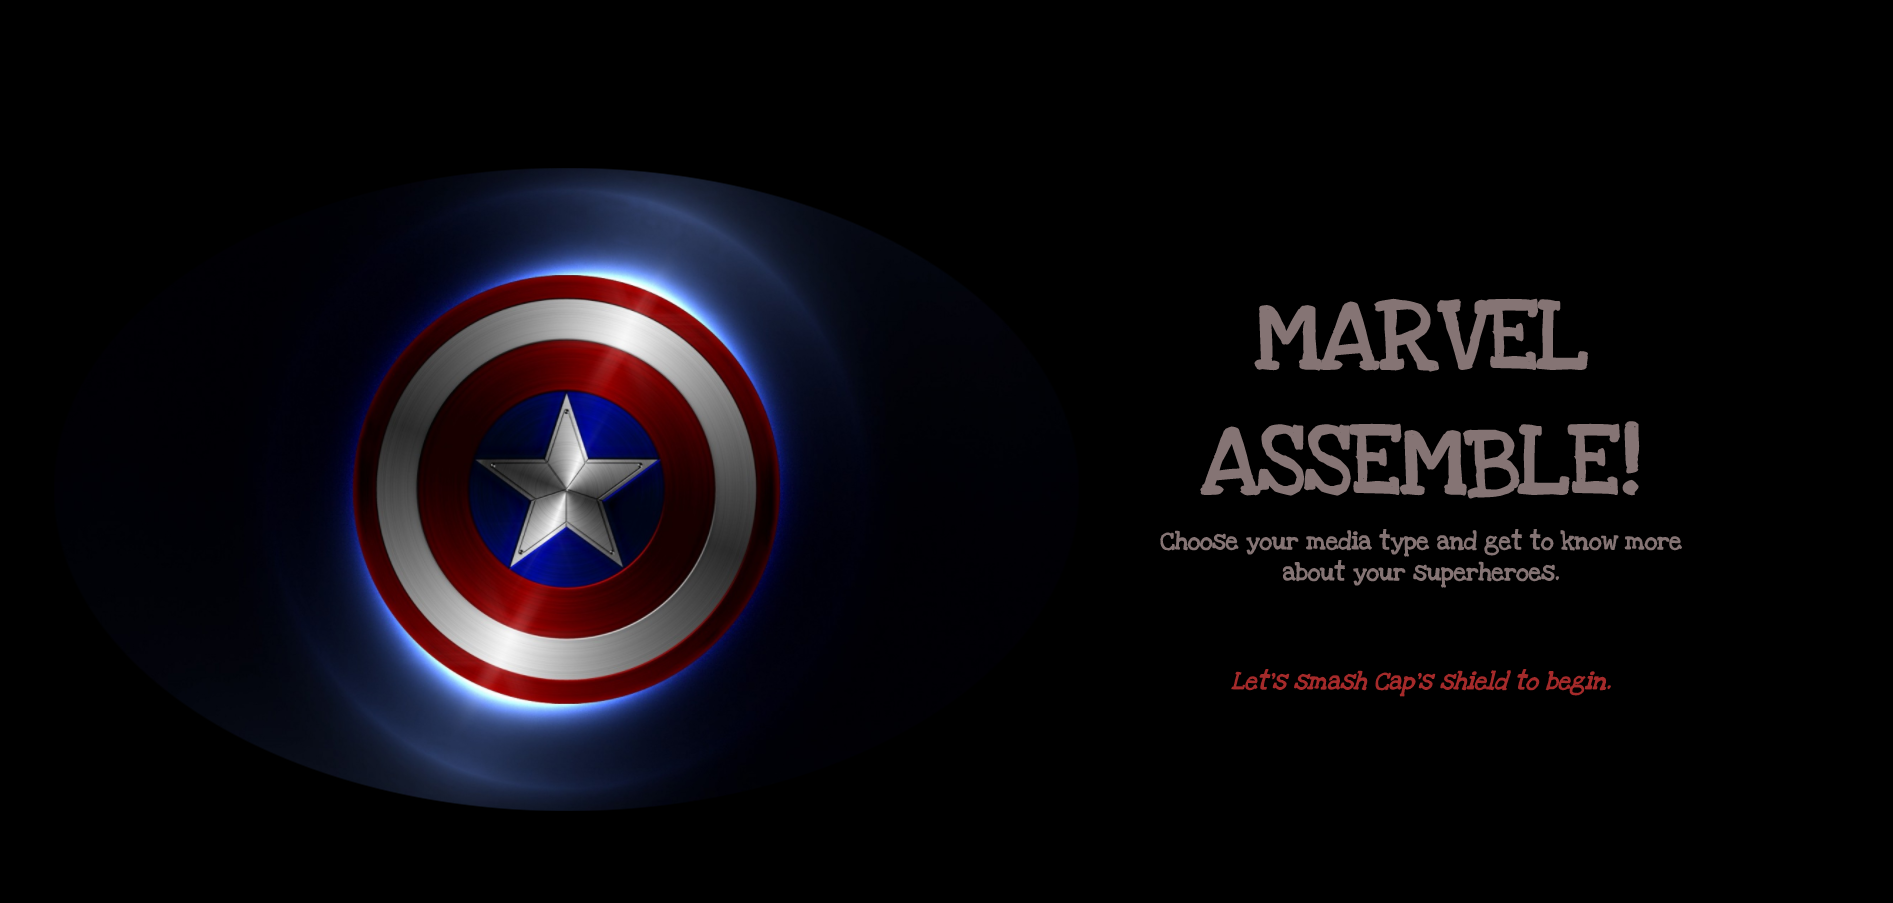 MARVEL
ASSEMBLE!
Choose your media type and get to know more
about your superheroes.
Let's smash Cap's shield to begin.